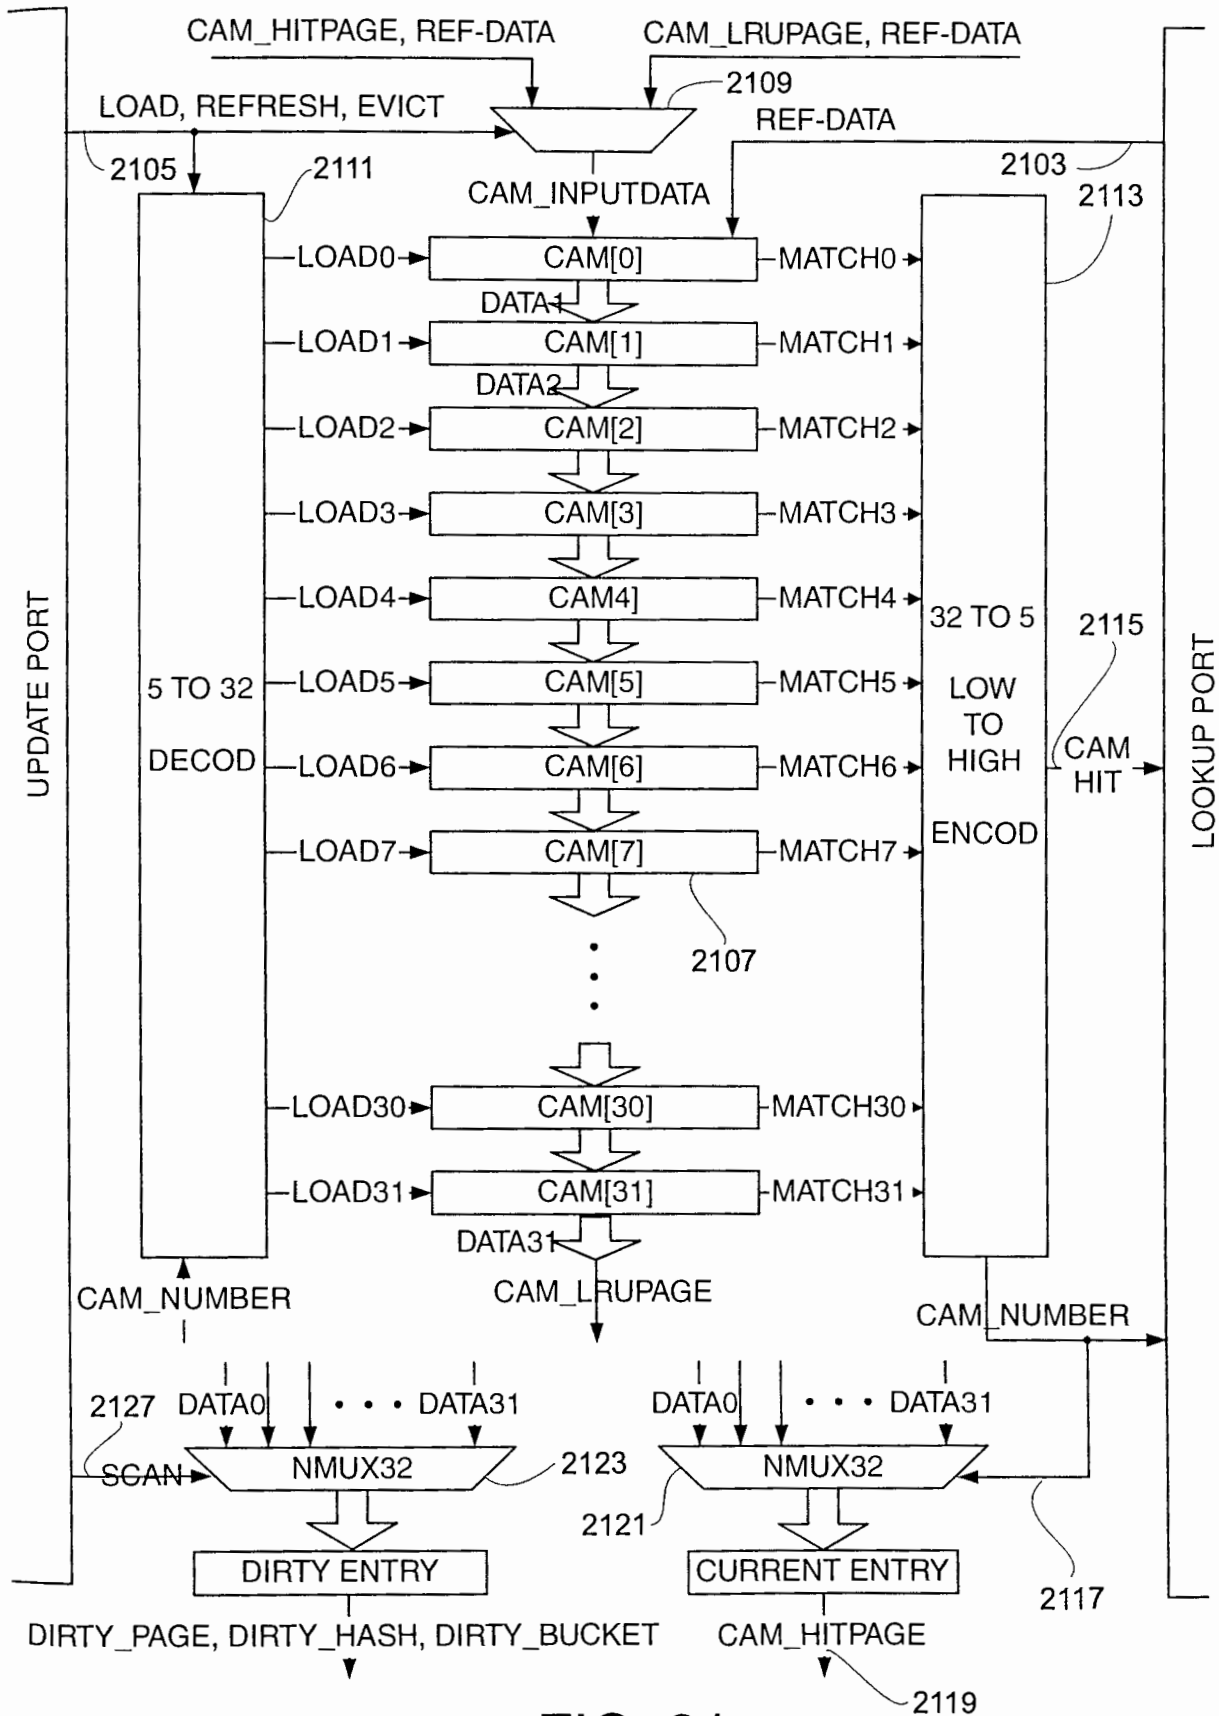 CAM_HITPAGE, REF-DATA
CAM_LRUPAGE, REF-DATA
2109
LOAD, REFRESH, EVICT
REF-DATA
2105
2111
2103
CAM_INPUTDATA
2113
LOAD0
CAM[0]
MATCH0
DATA1
LOAD1
CAM[1]
MATCH1
DATA2
LOAD2
CAM[2]
MATCH2
LOAD3
CAM[3]
MATCH3
LOAD4
CAM4]
MATCH4
UPDATE PORT
5 TO 32
DECOD
32 TO 5
LOW
TO
HIGH
ENCOD
2115
CAM
HIT
LOOKUP PORT
LOAD5
CAM[5]
MATCH5
LOAD6
CAM[6]
MATCH6
LOAD7
CAM[7]
MATCH7
2107
LOAD30
CAM[30]
MATCH30
LOAD31
CAM[31]
MATCH31
DATA31
CAM_NUMBER
CAM_LRUPAGE
CAM_NUMBER
2127
DATA0
DATA31
DATA0
DATA31
SCAN
NMUX32
2123
NMUX32
2121
DIRTY ENTRY
CURRENT ENTRY
2117
DIRTY_PAGE, DIRTY_HASH, DIRTY_BUCKET
CAM_HITPAGE
2119